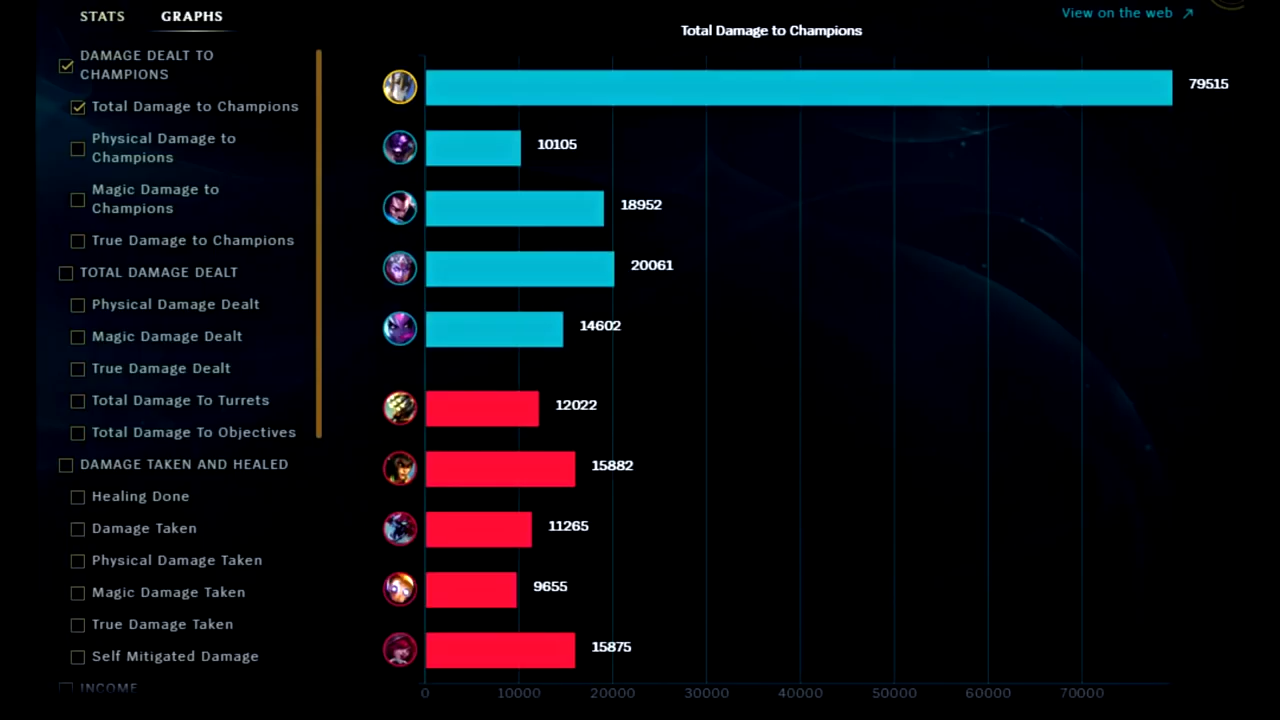 STATS GRAPHS
View on the web ↗
Total Damage to Champions
DAMAGE DEALT TO
CHAMPIONS
Total Damage to Champions
Physical Damage to
Champions
Magic Damage to
Champions
True Damage to Champions
TOTAL DAMAGE DEALT
Physical Damage Dealt
Magic Damage Dealt
True Damage Dealt
Total Damage To Turrets
Total Damage To Objectives
DAMAGE TAKEN AND HEALED
Healing Done
Damage Taken
Physical Damage Taken
Magic Damage Taken
True Damage Taken
Self Mitigated Damage
INCOME
79515
10105
18952
20061
14602
12022
15882
11265
9655
15875
0 10000 20000 30000 40000 50000 60000 70000